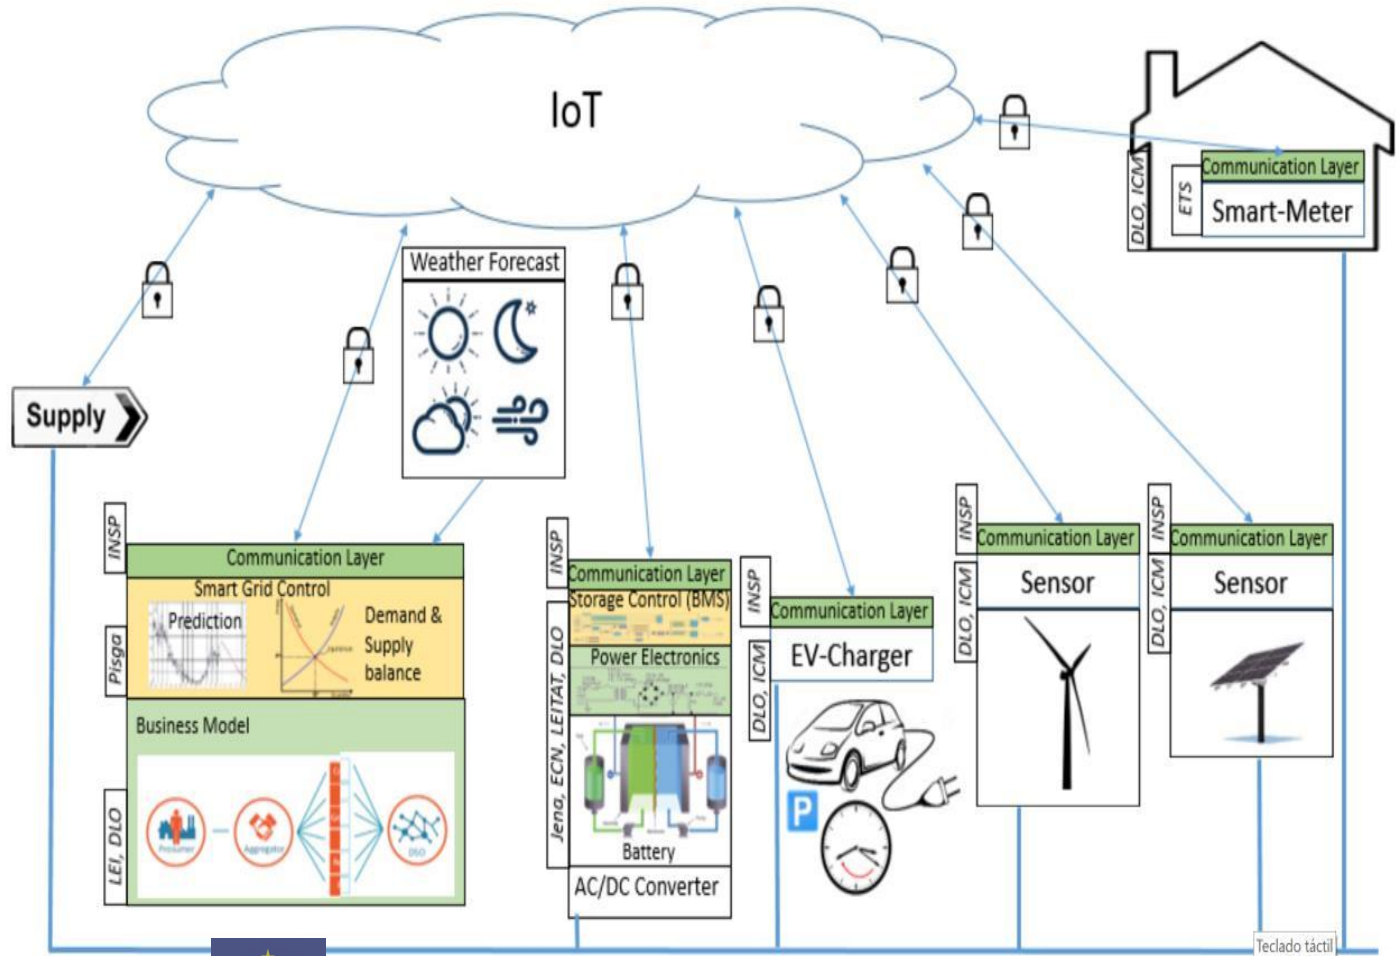 IoT
Communication Layer
Smart-Meter
DLO, ICM
ETS
Weather Forecast
Supply
INSP
Communication Layer
Smart Grid Control
Prediction
Demand &
Supply
balance
Pisga
Business Model
Prosumer
Aggregator
DSO
LEI, DLO
INSP
Communication Layer
Storage Control (BMS)
Power Electronics
Battery
AC/DC Converter
Jena, ECN, LEITAT, DLO
INSP
Communication Layer
EV-Charger
DLO, ICM
P
INSP
Communication Layer
Sensor
DLO, ICM
INSP
Communication Layer
Sensor
DLO, ICM
Teclado táctil